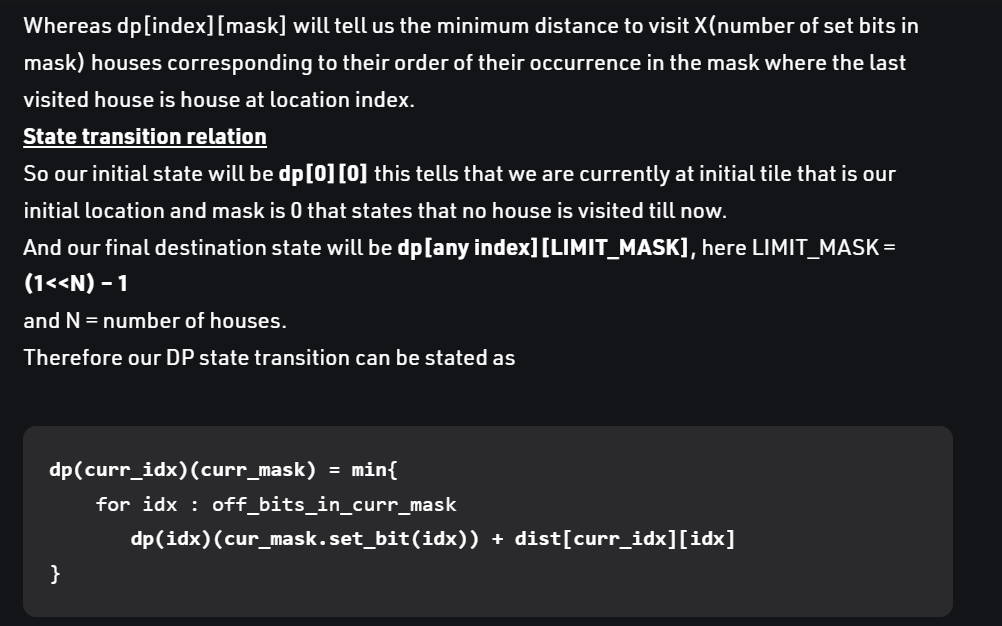 Whereas dp[index][mask] will tell us the minimum distance to visit X(number of set bits in
mask) houses corresponding to their order of their occurrence in the mask where the last
visited house is house at location index.
State transition relation
So our initial state will be dp[0][0] this tells that we are currently at initial tile that is our
initial location and mask is 0 that states that no house is visited till now.
And our final destination state will be dp[any index][LIMIT_MASK], here LIMIT_MASK =
(1<<N) – 1
and N = number of houses.
Therefore our DP state transition can be stated as
dp(curr_idx)(curr_mask) = min{
    for idx : off_bits_in_curr_mask
       dp(idx)(cur_mask.set_bit(idx)) + dist[curr_idx][idx]
}